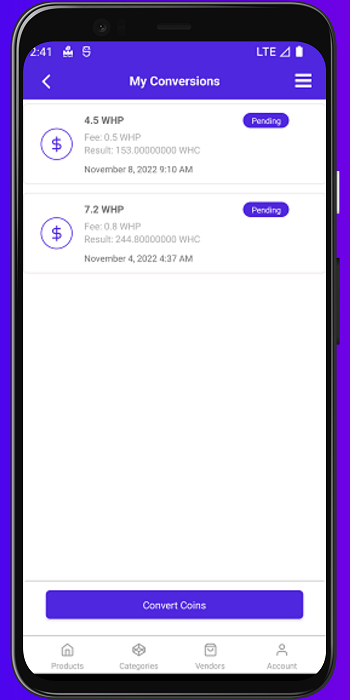 2:41 LTE
My Conversions
4.5 WHP Pending
Fee: 0.5 WHP
Result: 153.00000000 WHC
November 8, 2022 9:10 AM
7.2 WHP Pending
Fee: 0.8 WHP
Result: 244.80000000 WHC
November 4, 2022 4:37 AM
Convert Coins
Products Categories Vendors Account